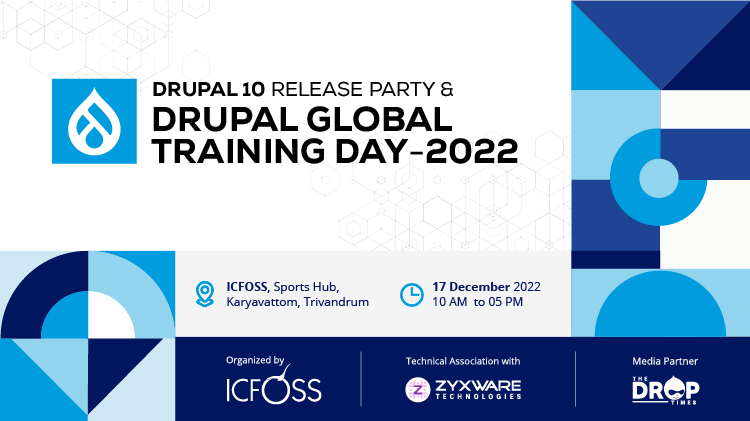 DRUPAL 10 RELEASE PARTY &
DRUPAL GLOBAL
TRAINING DAY-2022
ICFOSS, Sports Hub,
Karyavattom, Trivandrum
17 December 2022
10 AM to 05 PM
Organized by
ICFOSS
Technical Association with
Z ZYXWARE
TECHNOLOGIES
Media Partner
THE
DROP
TIMES